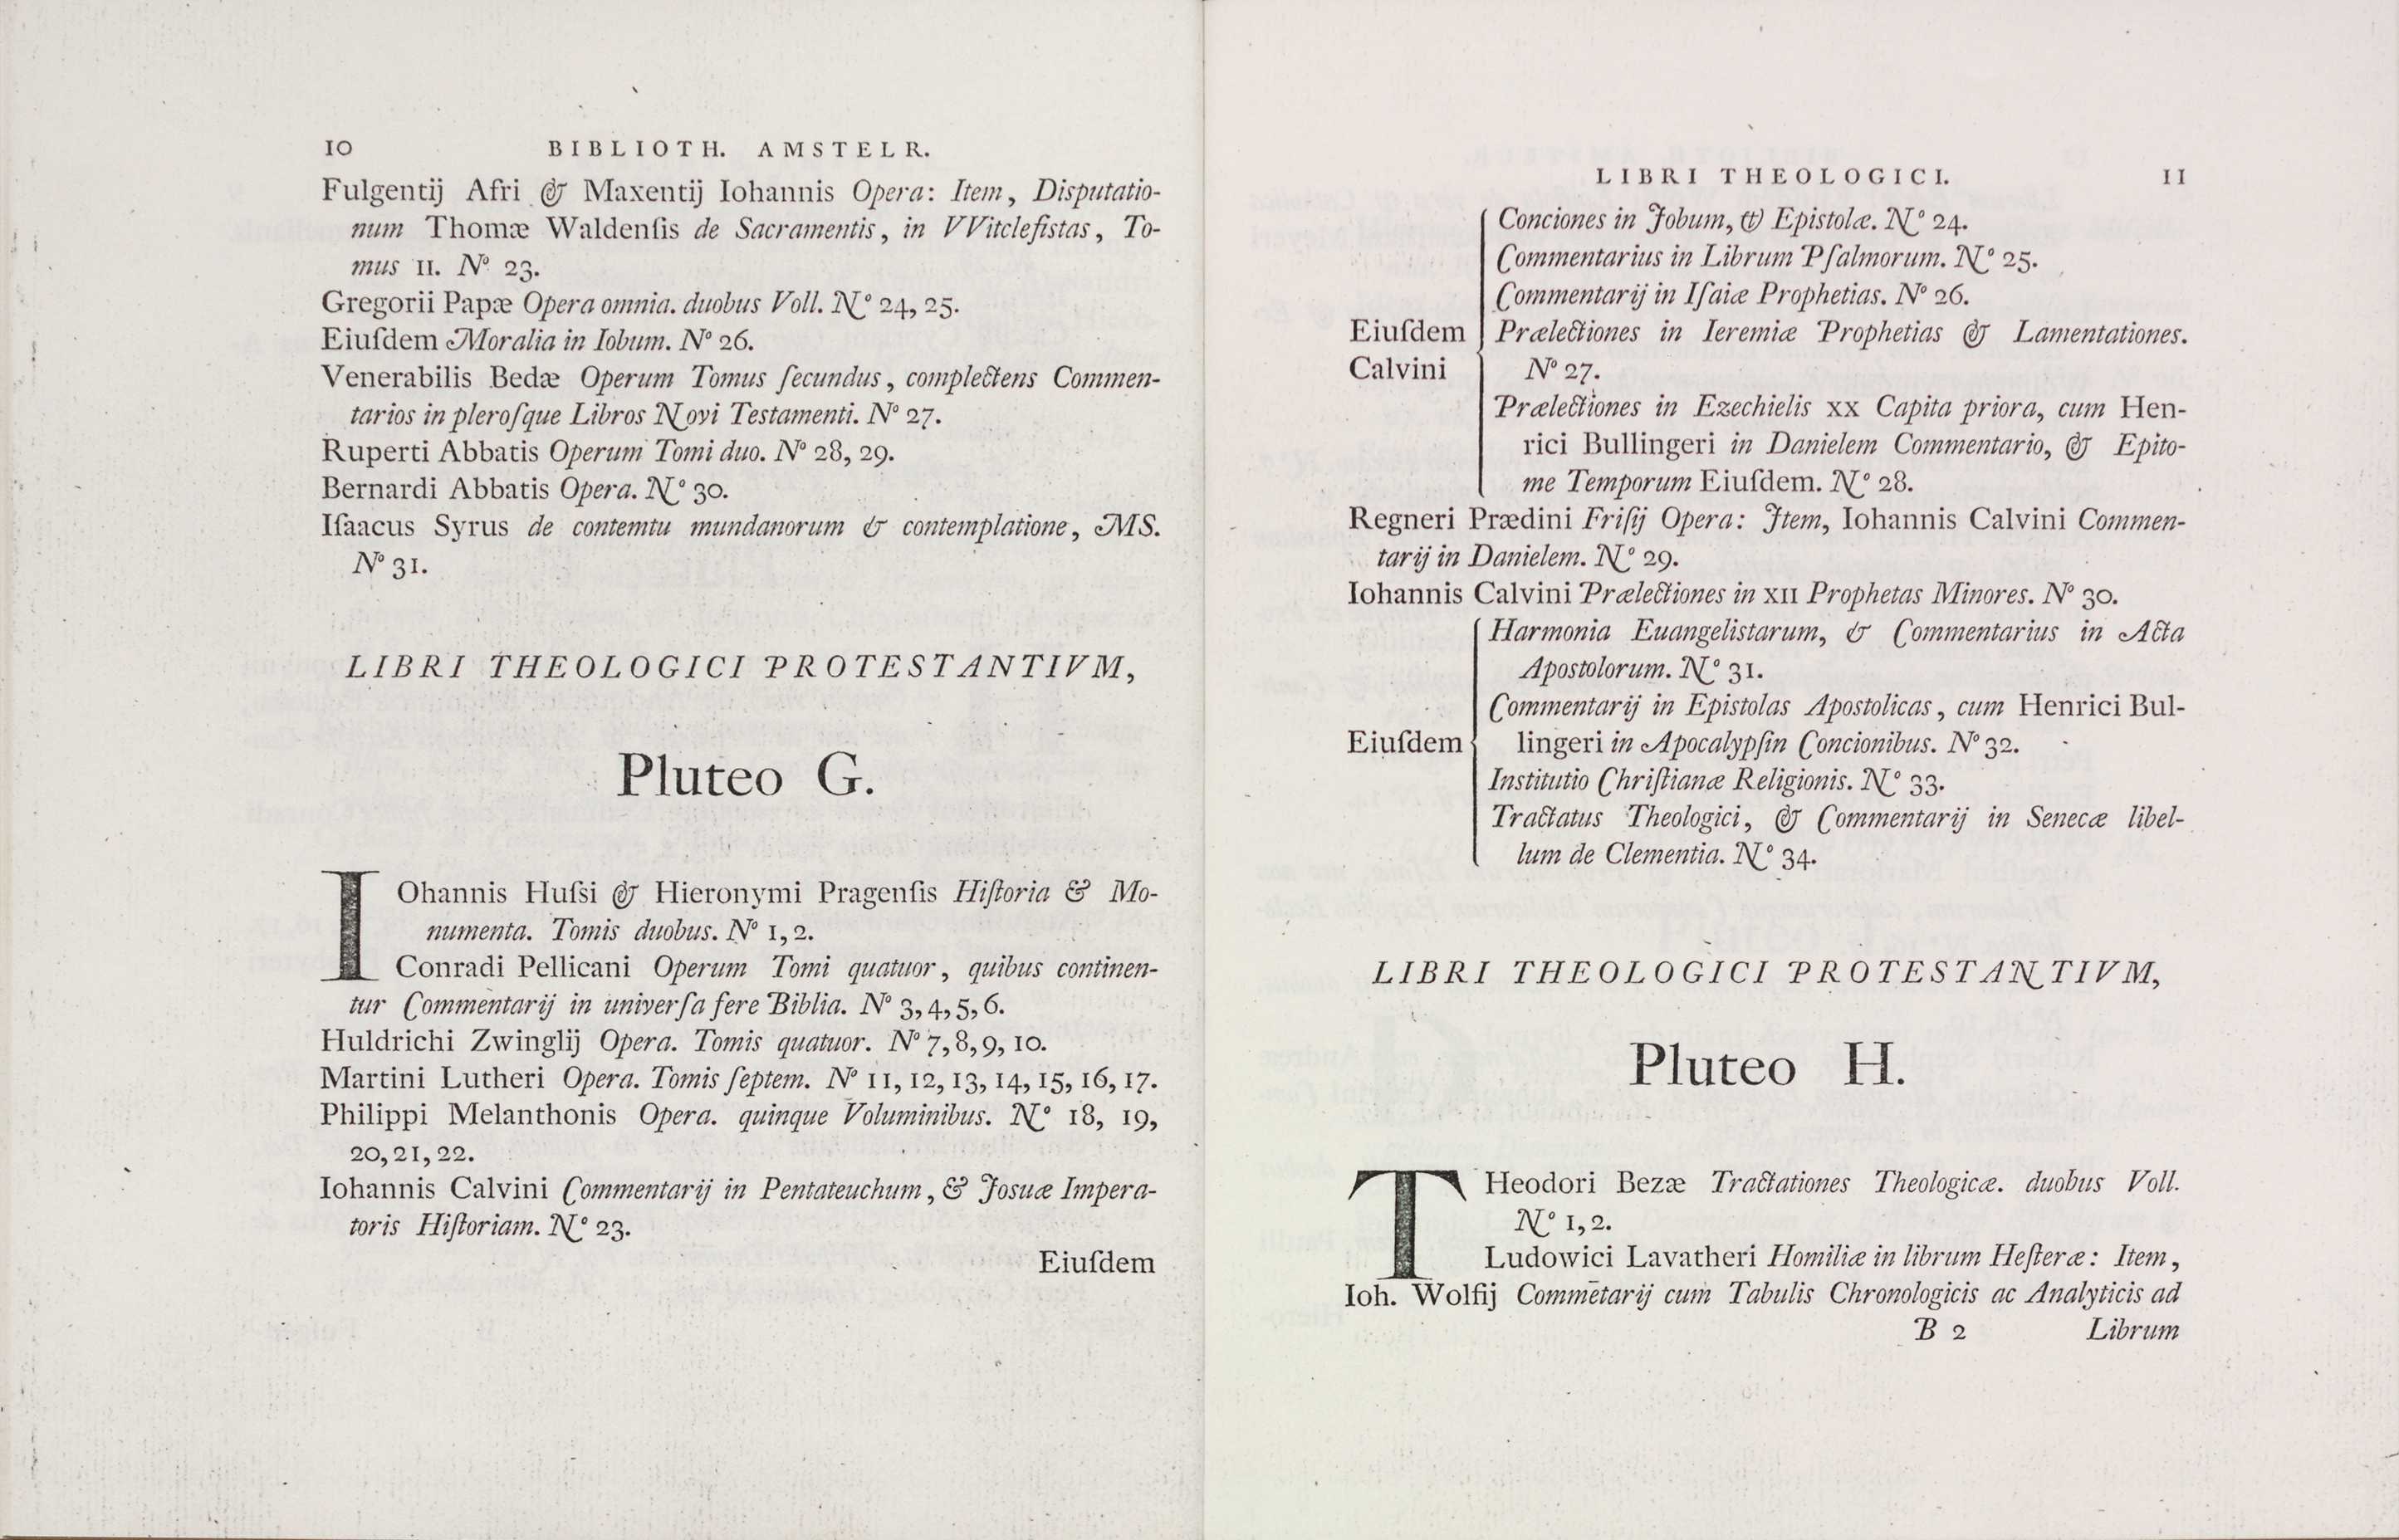 10 BIBLIOTH. AMSTELR.
Fulgentij Afri & Maxentij Iohannis Opera: Item, Disputatio-
num Thomæ Waldenſis de Sacramentis, in VVitclefistas, To-
mus II. Nº 23.
Gregorii Papæ Opera omnia. duobus Voll. Nº 24, 25.
Eiuſdem Moralia in Iobum. Nº 26.
Venerabilis Bedæ Operum Tomus ſecundus, complectens Commen-
tarios in pleroſque Libros Novi Testamenti. Nº 27.
Ruperti Abbatis Operum Tomi duo. Nº 28, 29.
Bernardi Abbatis Opera. Nº 30.
Iſaacus Syrus de contemtu mundanorum & contemplatione, MS.
Nº 31.
LIBRI THEOLOGICI PROTESTANTIVM,
Pluteo G.
IOhannis Huſsi & Hieronymi Pragenſis Hiſtoria & Mo-
numenta. Tomis duobus. Nº 1, 2.
Conradi Pellicani Operum Tomi quatuor, quibus continen-
tur Commentarij in univerſa fere Biblia. Nº 3, 4, 5, 6.
Huldrichi Zwinglij Opera. Tomis quatuor. Nº 7, 8, 9, 10.
Martini Lutheri Opera. Tomis ſeptem. Nº 11, 12, 13, 14, 15, 16, 17.
Philippi Melanthonis Opera. quinque Voluminibus. Nº 18, 19,
20, 21, 22.
Iohannis Calvini Commentarij in Pentateuchum, & Josuæ Impera-
toris Hiſtoriam. Nº 23.
Eiuſdem
LIBRI THEOLOGICI. 11
Conciones in Jobum, & Epistolæ. Nº 24.
Commentarius in Librum Pſalmorum. Nº 25.
Commentarij in Iſaiæ Prophetias. Nº 26.
Eiuſdem Prælectiones in Ieremiæ Prophetias & Lamentationes.
Calvini Nº 27.
Prælectiones in Ezechielis XX Capita priora, cum Hen-
rici Bullingeri in Danielem Commentario, & Epito-
me Temporum Eiuſdem. Nº 28.
Regneri Prædini Friſij Opera: Item, Iohannis Calvini Commen-
tarij in Danielem. Nº 29.
Iohannis Calvini Prælectiones in XII Prophetas Minores. Nº 30.
Harmonia Euangelistarum, & Commentarius in Acta
Apostolorum. Nº 31.
Commentarij in Epistolas Apostolicas, cum Henrici Bul-
Eiuſdem lingeri in Apocalypſin Concionibus. Nº 32.
Institutio Chriſtianæ Religionis. Nº 33.
Tractatus Theologici, & Commentarij in Senecæ libel-
lum de Clementia. Nº 34.
LIBRI THEOLOGICI PROTESTANTIVM,
Pluteo H.
THeodori Bezæ Tractationes Theologicæ. duobus Voll.
Nº 1, 2.
Ludowici Lavatheri Homiliæ in librum Heſteræ: Item,
Ioh. Wolfij Commētarij cum Tabulis Chronologicis ac Analyticis ad
B 2 Librum